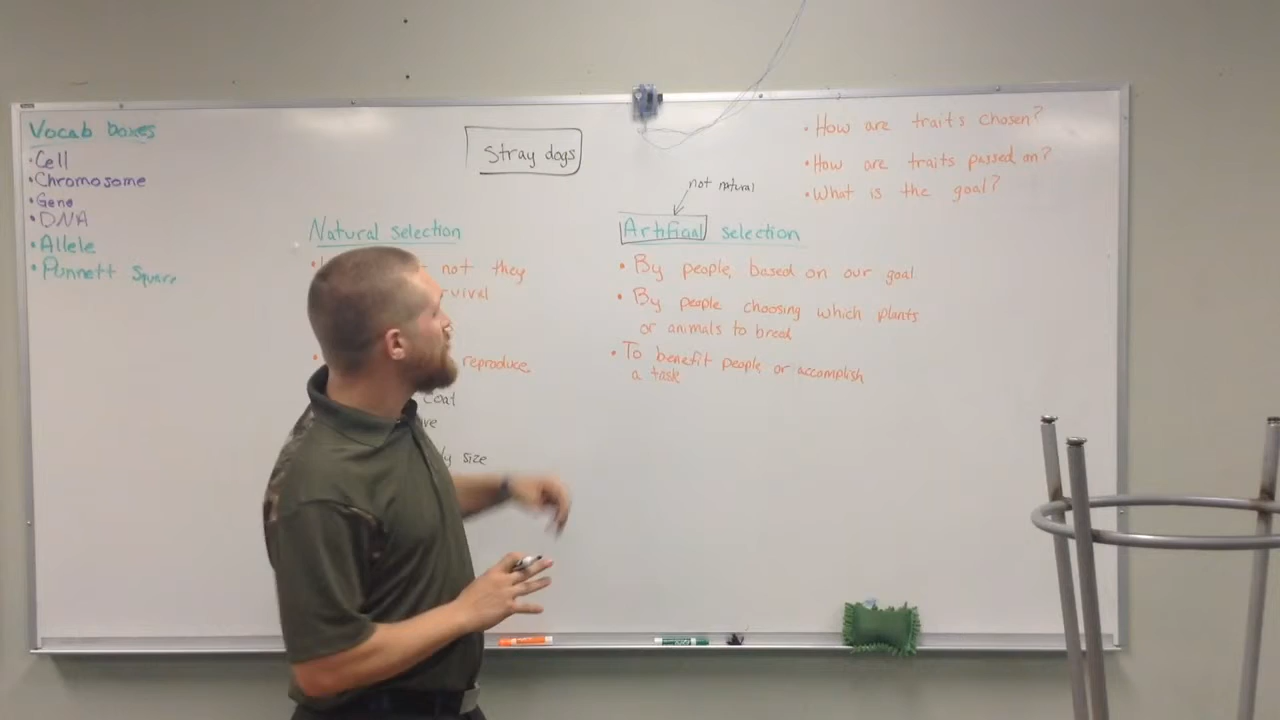 Vocab boxes
• Cell
• Chromosome
• Gene
• DNA
• Allele
• Punnett Square
Stray dogs
• How are traits chosen?
• How are traits passed on?
• What is the goal?
not natural
Natural selection
not they
reproduce
coat
size
Artifical selection
• By people, based on our goal
• By people choosing which plants
or animals to breed
• To benefit people or accomplish
a task